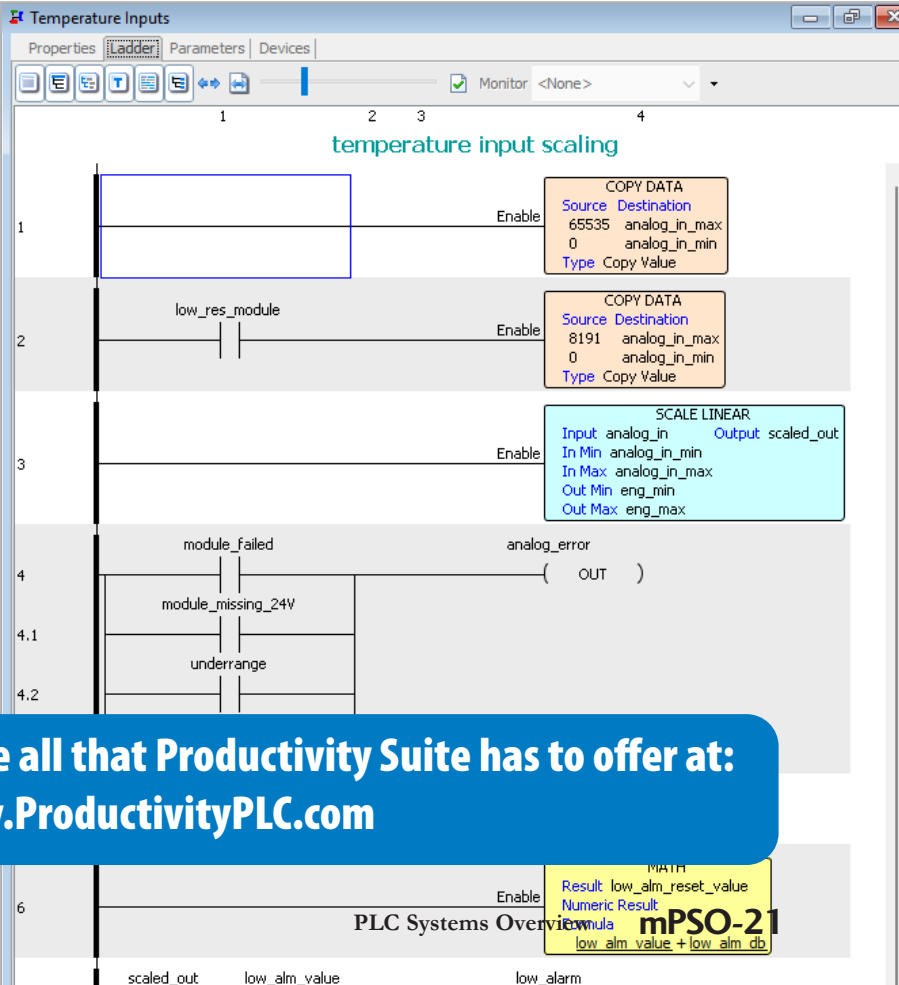 Temperature Inputs
Properties Ladder Parameters Devices
T Monitor <None>
1 2 3 4
temperature input scaling
1
Enable
COPY DATA
Source Destination
65535 analog_in_max
0 analog_in_min
Type Copy Value
2
low_res_module
Enable
COPY DATA
Source Destination
8191 analog_in_max
0 analog_in_min
Type Copy Value
3
Enable
SCALE LINEAR
Input analog_in Output scaled_out
In Min analog_in_min
In Max analog_in_max
Out Min eng_min
Out Max eng_max
4
module_failed
analog_error
( OUT )
4.1
module_missing_24V
4.2
underrange
e all that Productivity Suite has to offer at:
.ProductivityPLC.com
6
Enable
MATH
Result low_alm_reset_value
Numeric Result
Formula
low_alm_value + low_alm_db
PLC Systems Overview mPSO-21
scaled_out low_alm_value low_alarm